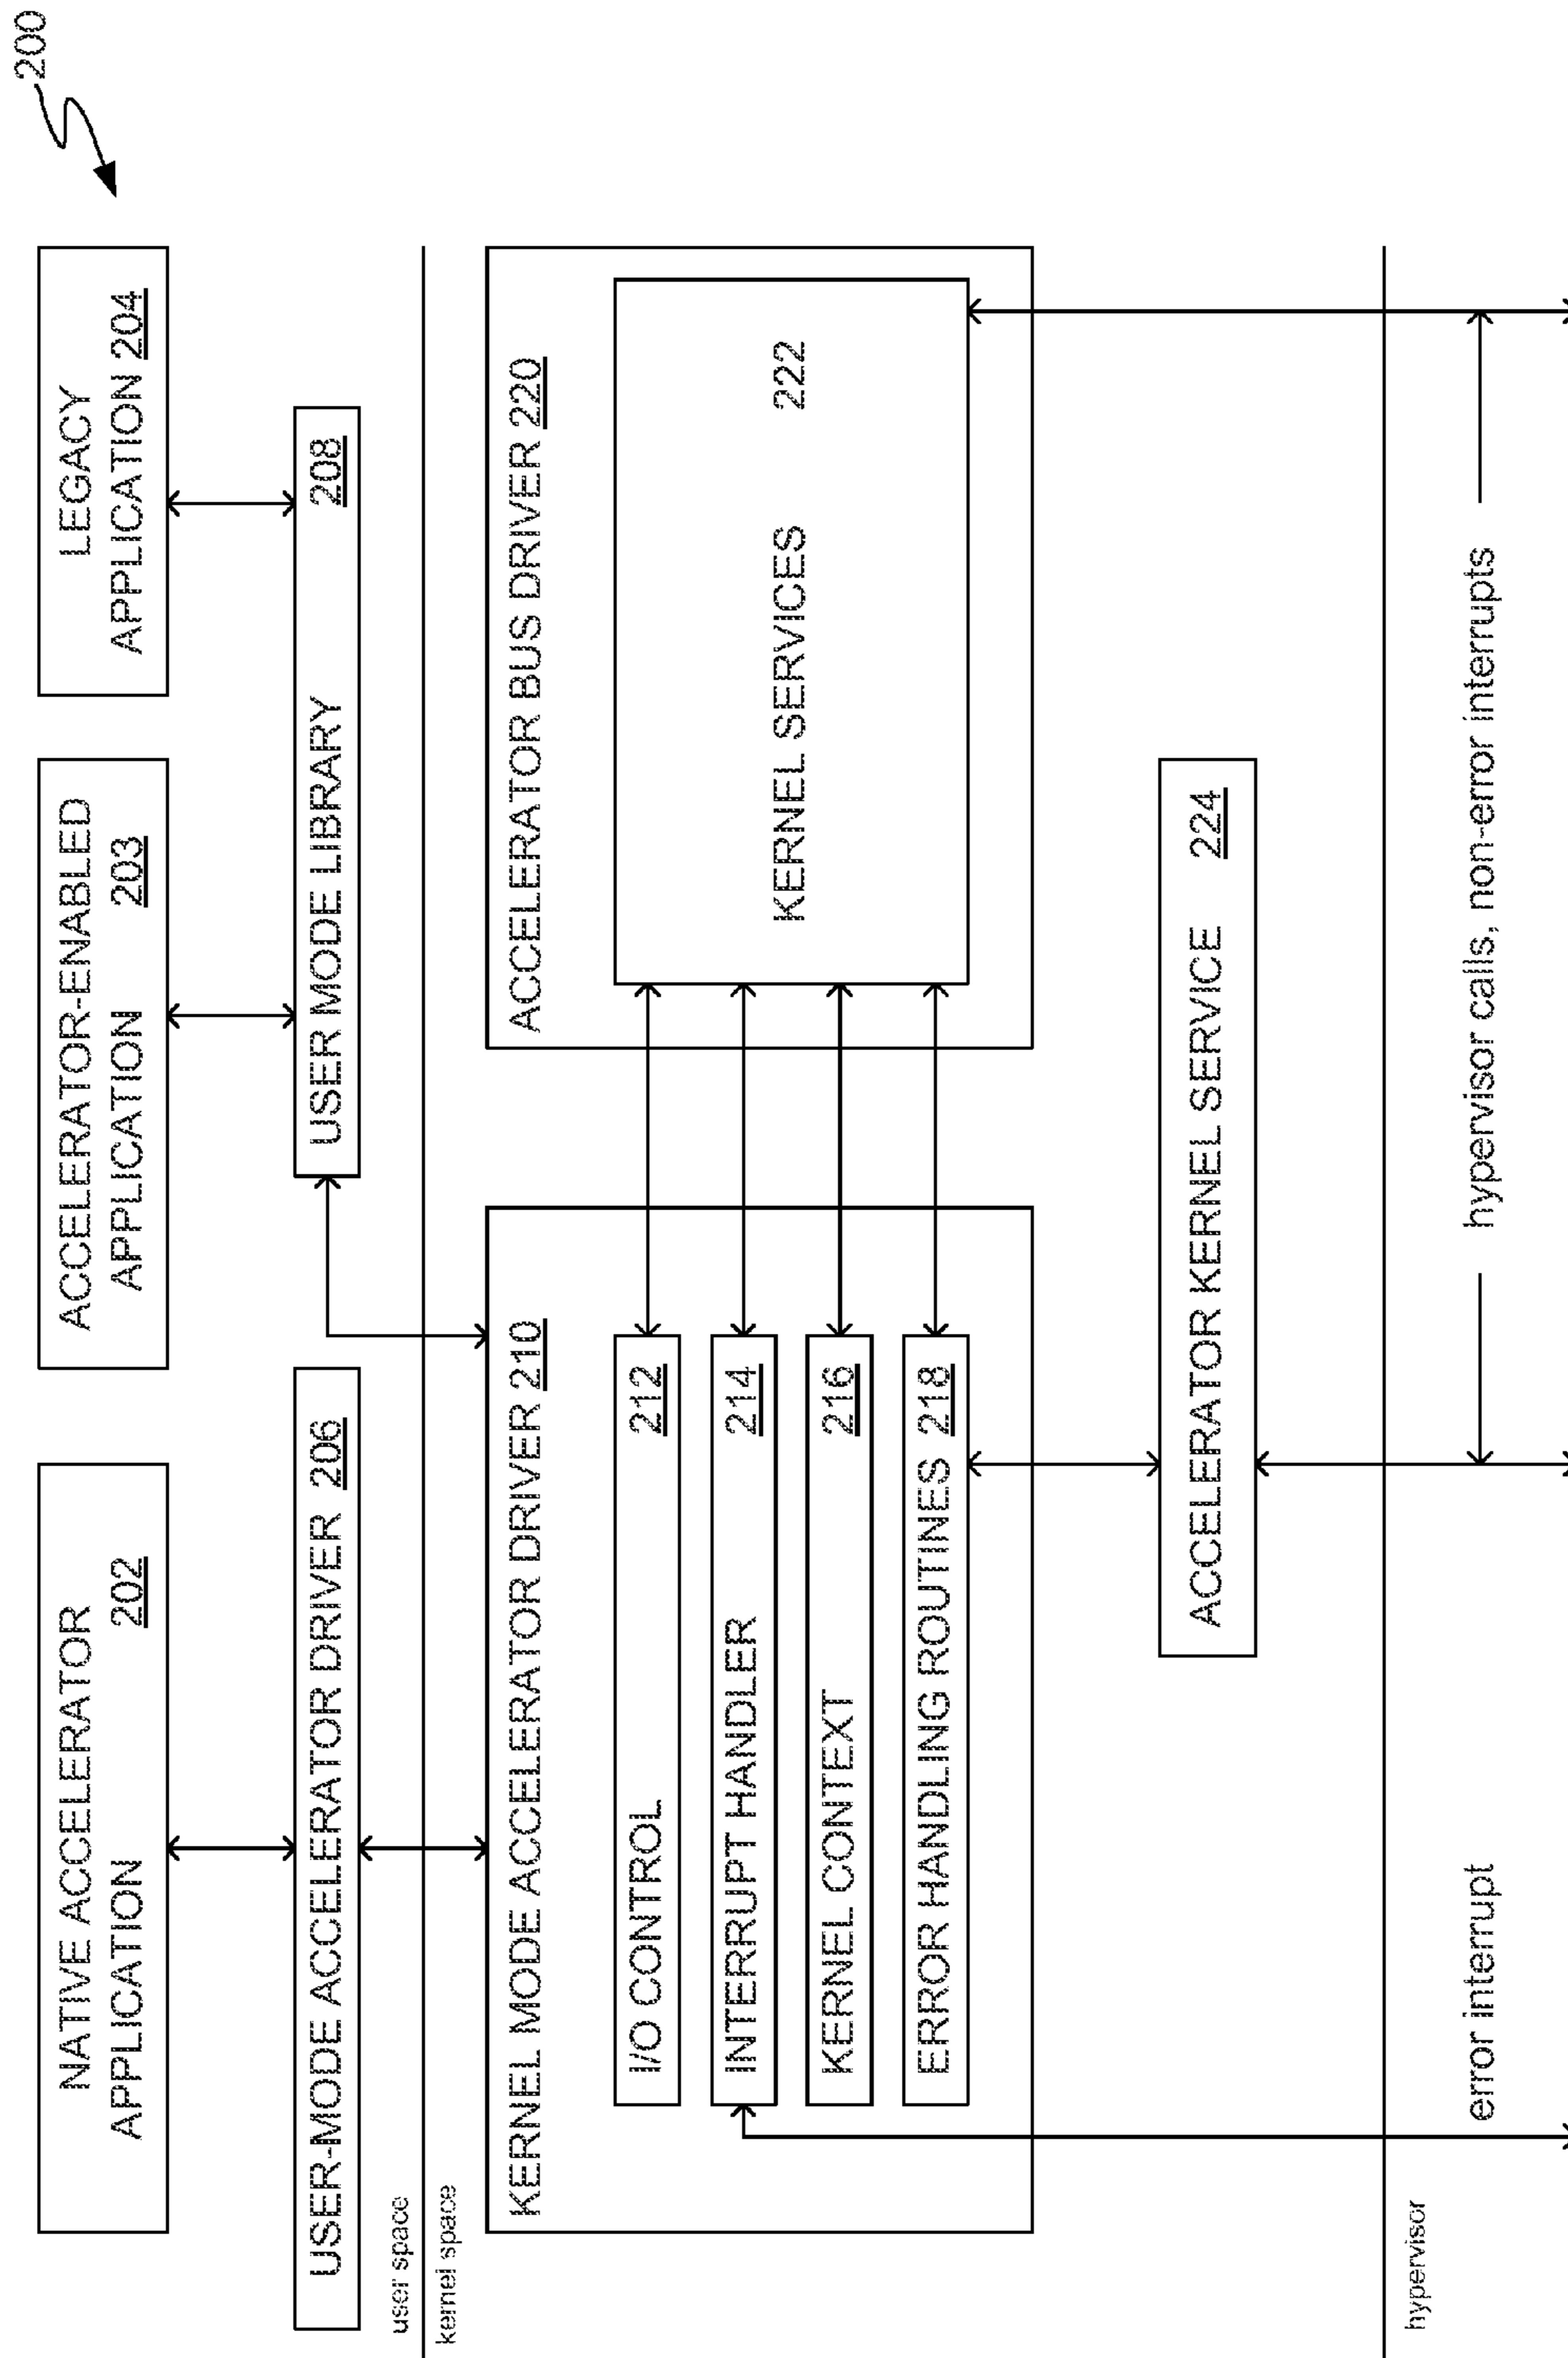 200
NATIVE ACCELERATOR
APPLICATION 202
ACCELERATOR-ENABLED
APPLICATION 203
LEGACY
APPLICATION 204
USER-MODE ACCELERATOR DRIVER 206
USER MODE LIBRARY 208
user space
kernel space
KERNEL MODE ACCELERATOR DRIVER 210
I/O CONTROL 212
INTERRUPT HANDLER 214
KERNEL CONTEXT 216
ERROR HANDLING ROUTINES 218
ACCELERATOR BUS DRIVER 220
KERNEL SERVICES 222
ACCELERATOR KERNEL SERVICE 224
hypervisor
error interrupt
hypervisor calls, non-error interrupts